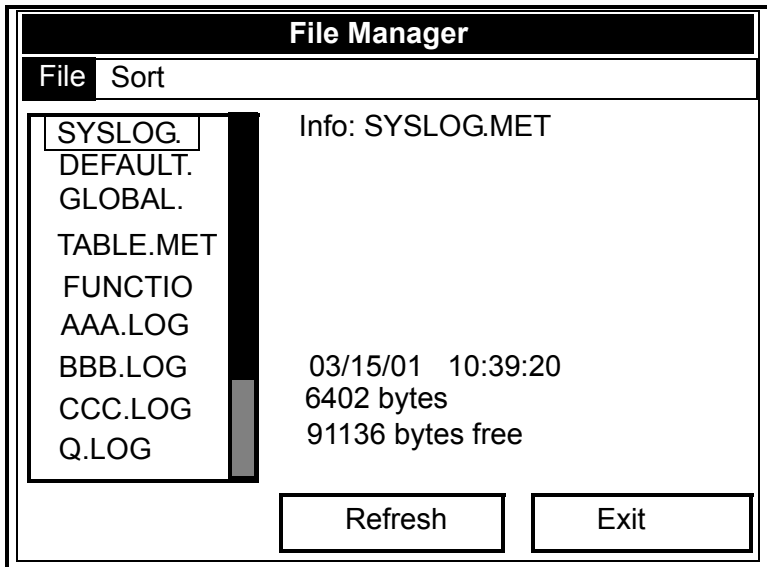 File Manager
File Sort
SYSLOG.
DEFAULT.
GLOBAL.
TABLE.MET
FUNCTIO
AAA.LOG
BBB.LOG
CCC.LOG
Q.LOG
Info: SYSLOG.MET
03/15/01 10:39:20
6402 bytes
91136 bytes free
Refresh Exit